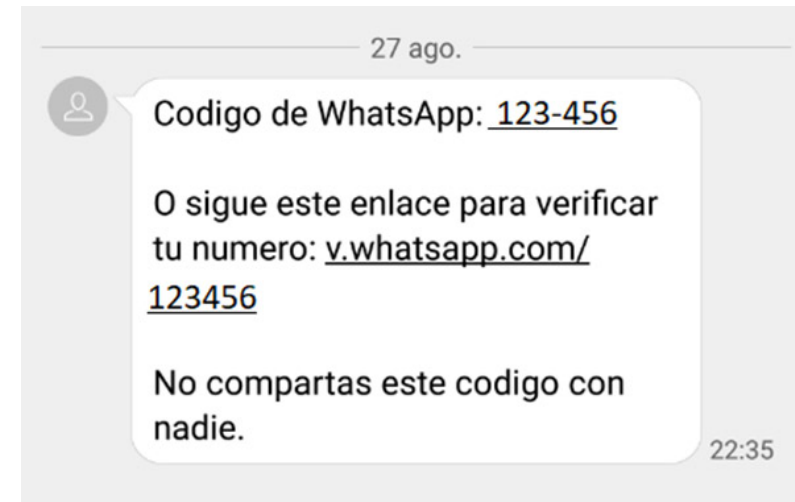 27 ago.
Codigo de WhatsApp: 123-456
O sigue este enlace para verificar
tu numero: v.whatsapp.com/
123456
No compartas este codigo con
nadie.
22:35